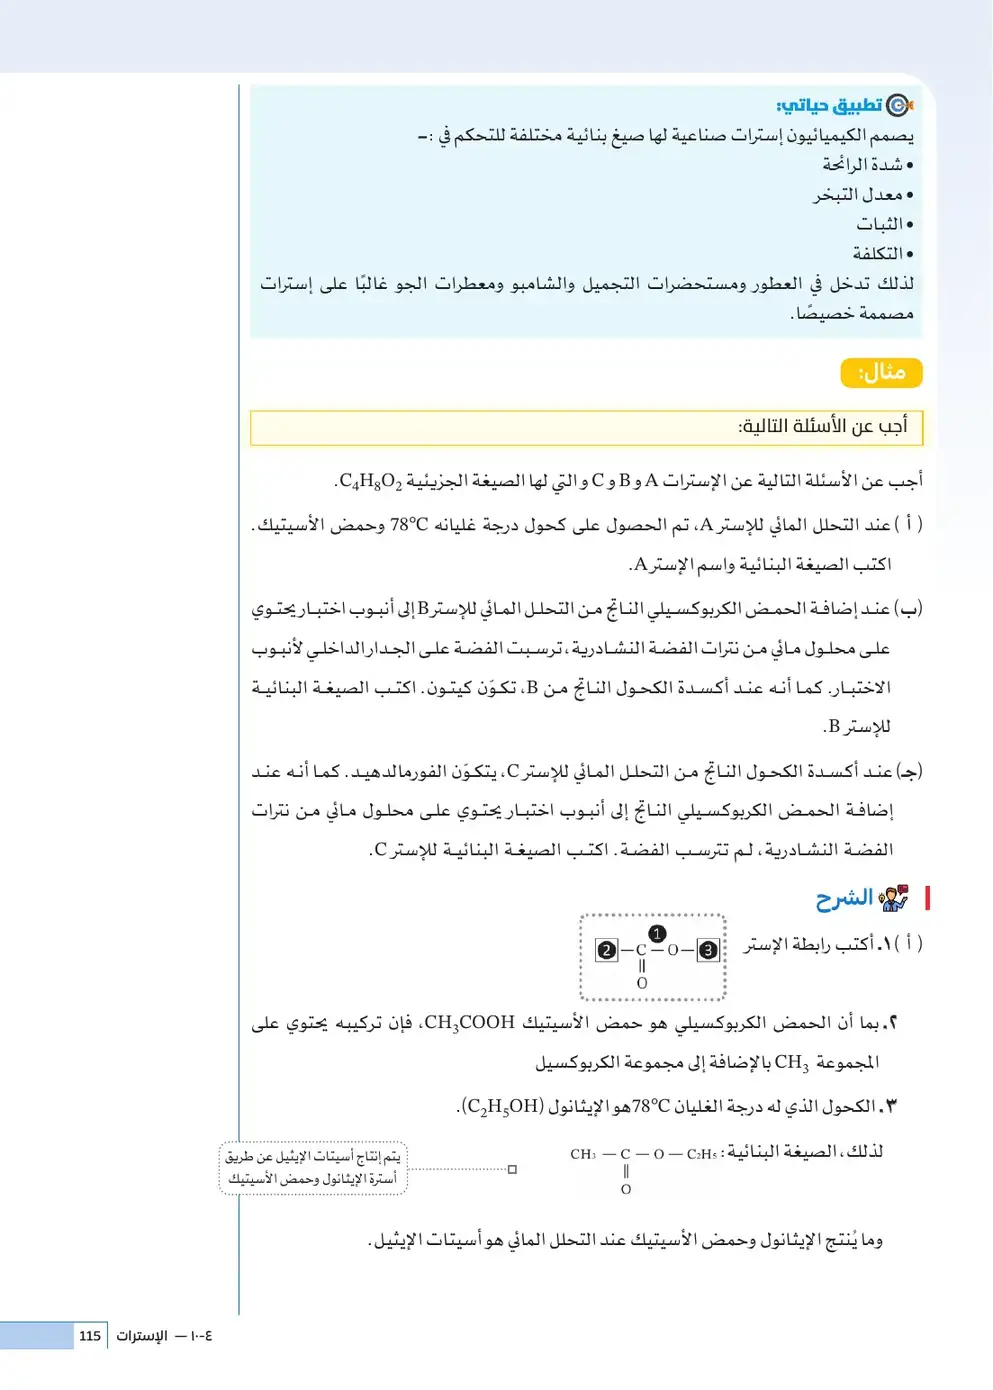 تطبيق حياتي:
يصمم الكيميائيون إسترات صناعية لها صيغ بنائية مختلفة للتحكم في :–
• شدة الرائحة
• معدل التبخر
• الثبات
• التكلفة
لذلك تدخل في العطور ومستحضرات التجميل والشامبو ومعطرات الجو غالبًا على إسترات
مصممة خصيصًا.
مثال:
أجب عن الأسئلة التالية:
أجب عن الأسئلة التالية عن الإسترات A و B و C و التي لها الصيغة الجزيئية C₄H₈O₂.
( أ ) عند التحلل المائي للإستر A، تم الحصول على كحول درجة غليانه 78°C وحمض الأسيتيك.
اكتب الصيغة البنائية واسم الإستر A.
(ب) عند إضافة الحمض الكربوكسيلي الناتج من التحلل المائي للإستر B إلى أنبوب اختبار يحتوي
على محلول مائي من نترات الفضة النشادرية، ترسبت الفضة على الجدار الداخلي لأنبوب
الاختبار. كما أنه عند أكسدة الكحول الناتج من B، تكوّن كيتون. اكتب الصيغة البنائية
للإستر B.
(جـ) عند أكسدة الكحول الناتج من التحلل المائي للإستر C، يتكوّن الفورمالدهيد. كما أنه عند
إضافة الحمض الكربوكسيلي الناتج إلى أنبوب اختبار يحتوي على محلول مائي من نترات
الفضة النشادرية، لم تترسب الفضة. اكتب الصيغة البنائية للإستر C.
الشرح
( أ ) ١. أكتب رابطة الإستر
1
2 — C — O — 3
||
O
٢. بما أن الحمض الكربوكسيلي هو حمض الأسيتيك CH₃COOH، فإن تركيبه يحتوي على
المجموعة CH₃ بالإضافة إلى مجموعة الكربوكسيل
٣. الكحول الذي له درجة الغليان 78°C هو الإيثانول (C₂H₅OH).
لذلك، الصيغة البنائية: CH₃ — C — O — C₂H₅
||
O
يتم إنتاج أسيتات الإيثيل عن طريق
أسترة الإيثانول وحمض الأسيتيك
وما يُنتج الإيثانول وحمض الأسيتيك عند التحلل المائي هو أسيتات الإيثيل.
٤-١٠ — الإسترات 115